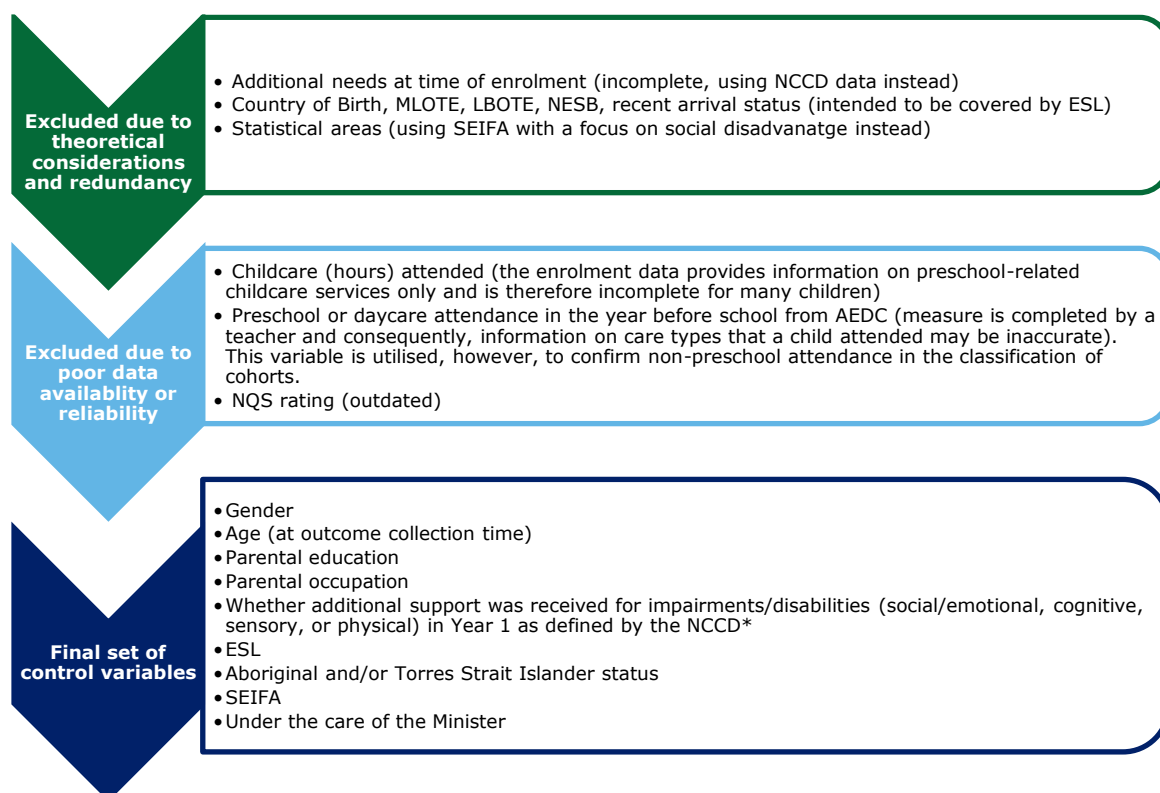 Excluded due to
theoretical
considerations
and redundancy
• Additional needs at time of enrolment (incomplete, using NCCD data instead)
• Country of Birth, MLOTE, LBOTE, NESB, recent arrival status (intended to be covered by ESL)
• Statistical areas (using SEIFA with a focus on social disadvanatge instead)
Excluded due to
poor data
availablity or
reliability
• Childcare (hours) attended (the enrolment data provides information on preschool-related
childcare services only and is therefore incomplete for many children)
• Preschool or daycare attendance in the year before school from AEDC (measure is completed by a
teacher and consequently, information on care types that a child attended may be inaccurate).
This variable is utilised, however, to confirm non-preschool attendance in the classification of
cohorts.
• NQS rating (outdated)
Final set of
control variables
•Gender
•Age (at outcome collection time)
•Parental education
•Parental occupation
•Whether additional support was received for impairments/disabilities (social/emotional, cognitive,
sensory, or physical) in Year 1 as defined by the NCCD*
•ESL
•Aboriginal and/or Torres Strait Islander status
•SEIFA
•Under the care of the Minister